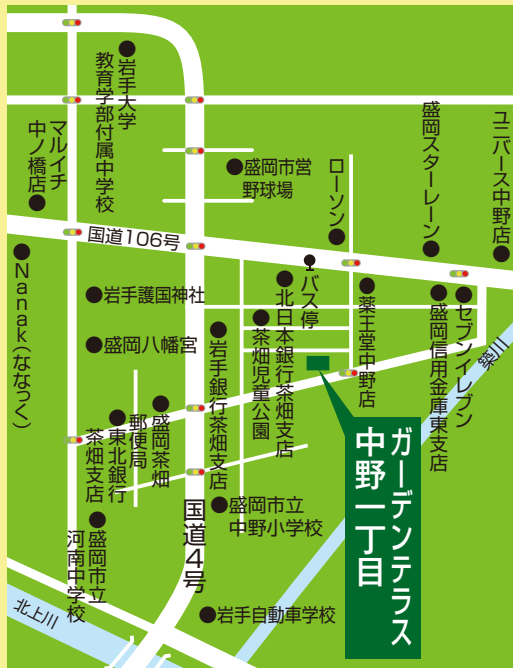 岩手大学
教育学部付属中学校
マルイチ
中ノ橋店
盛岡市営
野球場
ローソン
盛岡スターレーン
ユニバース中野店
国道106号
Nanak(ななっく)
岩手護国神社
盛岡八幡宮
バス停
北日本銀行茶畑支店
茶畑児童公園
岩手銀行茶畑支店
薬王堂中野店
セブンイレブン
盛岡信用金庫東支店
簗川
盛岡茶畑
郵便局
東北銀行
茶畑支店
ガーデンテラス
中野一丁目
盛岡市立
中野小学校
国道4号
盛岡市立
河南中学校
北上川
岩手自動車学校